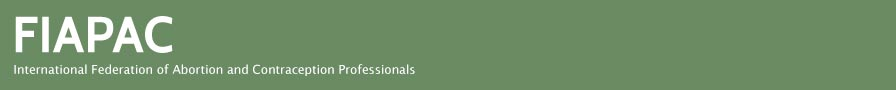 FIAPAC
International Federation of Abortion and Contraception Professionals